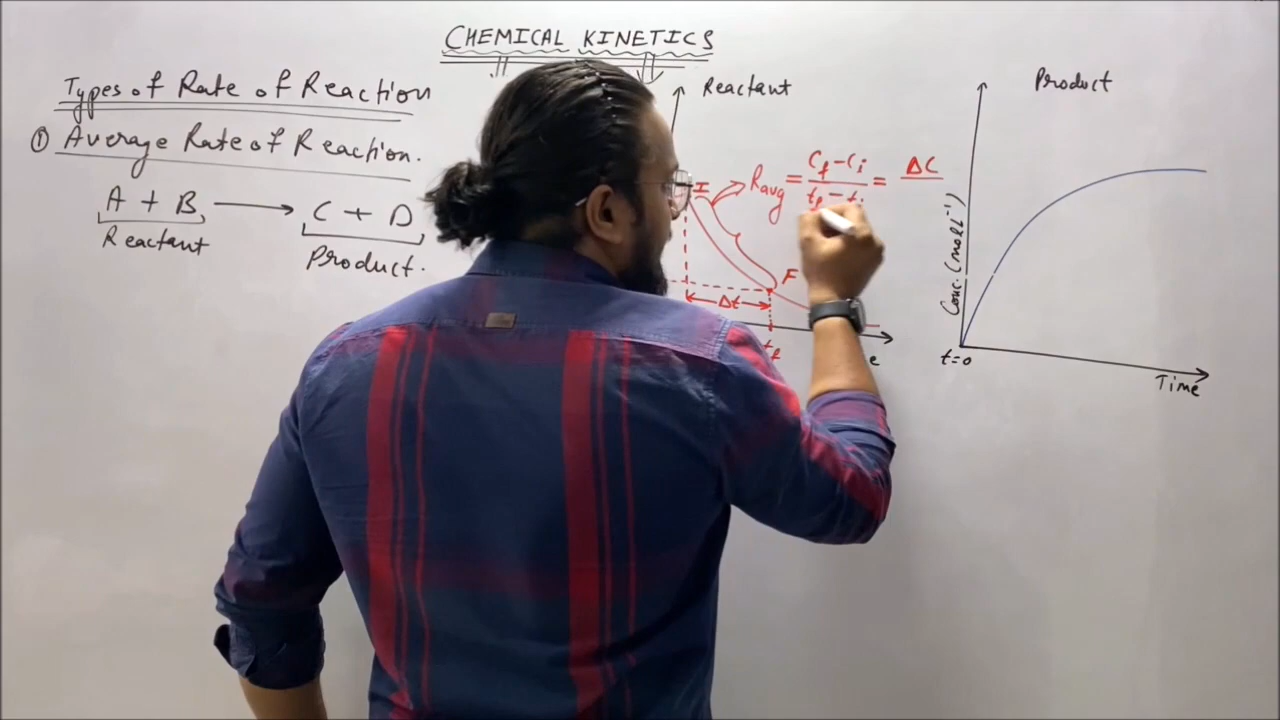 CHEMICAL KINETICS
Types of Rate of Reaction
① Average Rate of Reaction.
A + B ⟶ C + D
Reactant
Product.
Reactant
I
Ravg = Cf - Ci / tf - ti = ΔC
F
Δt
tf
e
Product
Conc. (mol L⁻¹)
t=0
Time